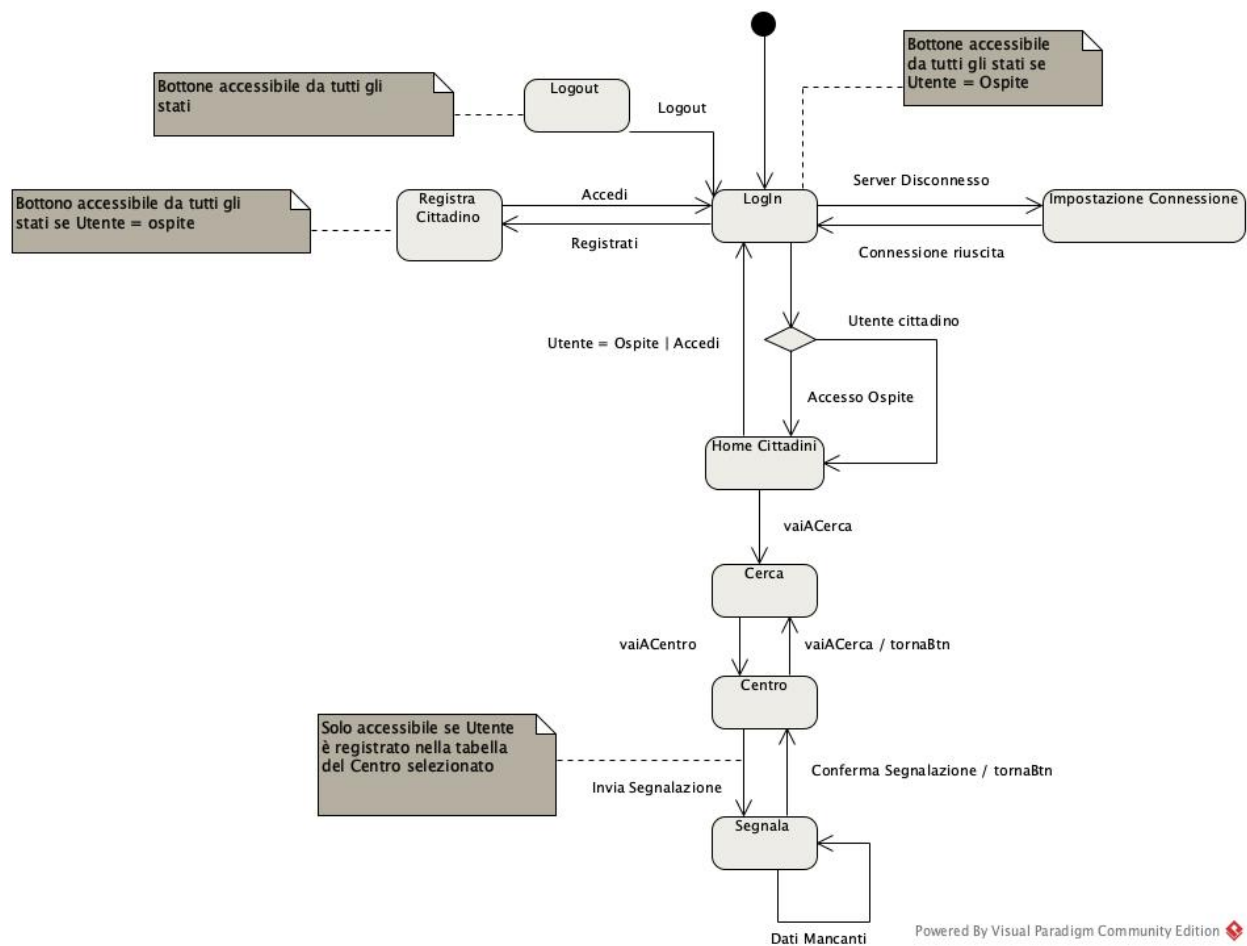 Bottone accessibile
da tutti gli stati se
Utente = Ospite
Bottone accessibile da tutti gli
stati
Logout
Logout
Bottono accessibile da tutti gli
stati se Utente = ospite
Registra
Cittadino
Accedi
Registrati
LogIn
Server Disconnesso
Connessione riuscita
Impostazione Connessione
Utente cittadino
Utente = Ospite | Accedi
Accesso Ospite
Home Cittadini
vaiACerca
Cerca
vaiACentro
vaiACerca / tornaBtn
Centro
Solo accessibile se Utente
è registrato nella tabella
del Centro selezionato
Invia Segnalazione
Conferma Segnalazione / tornaBtn
Segnala
Dati Mancanti
Powered By Visual Paradigm Community Edition